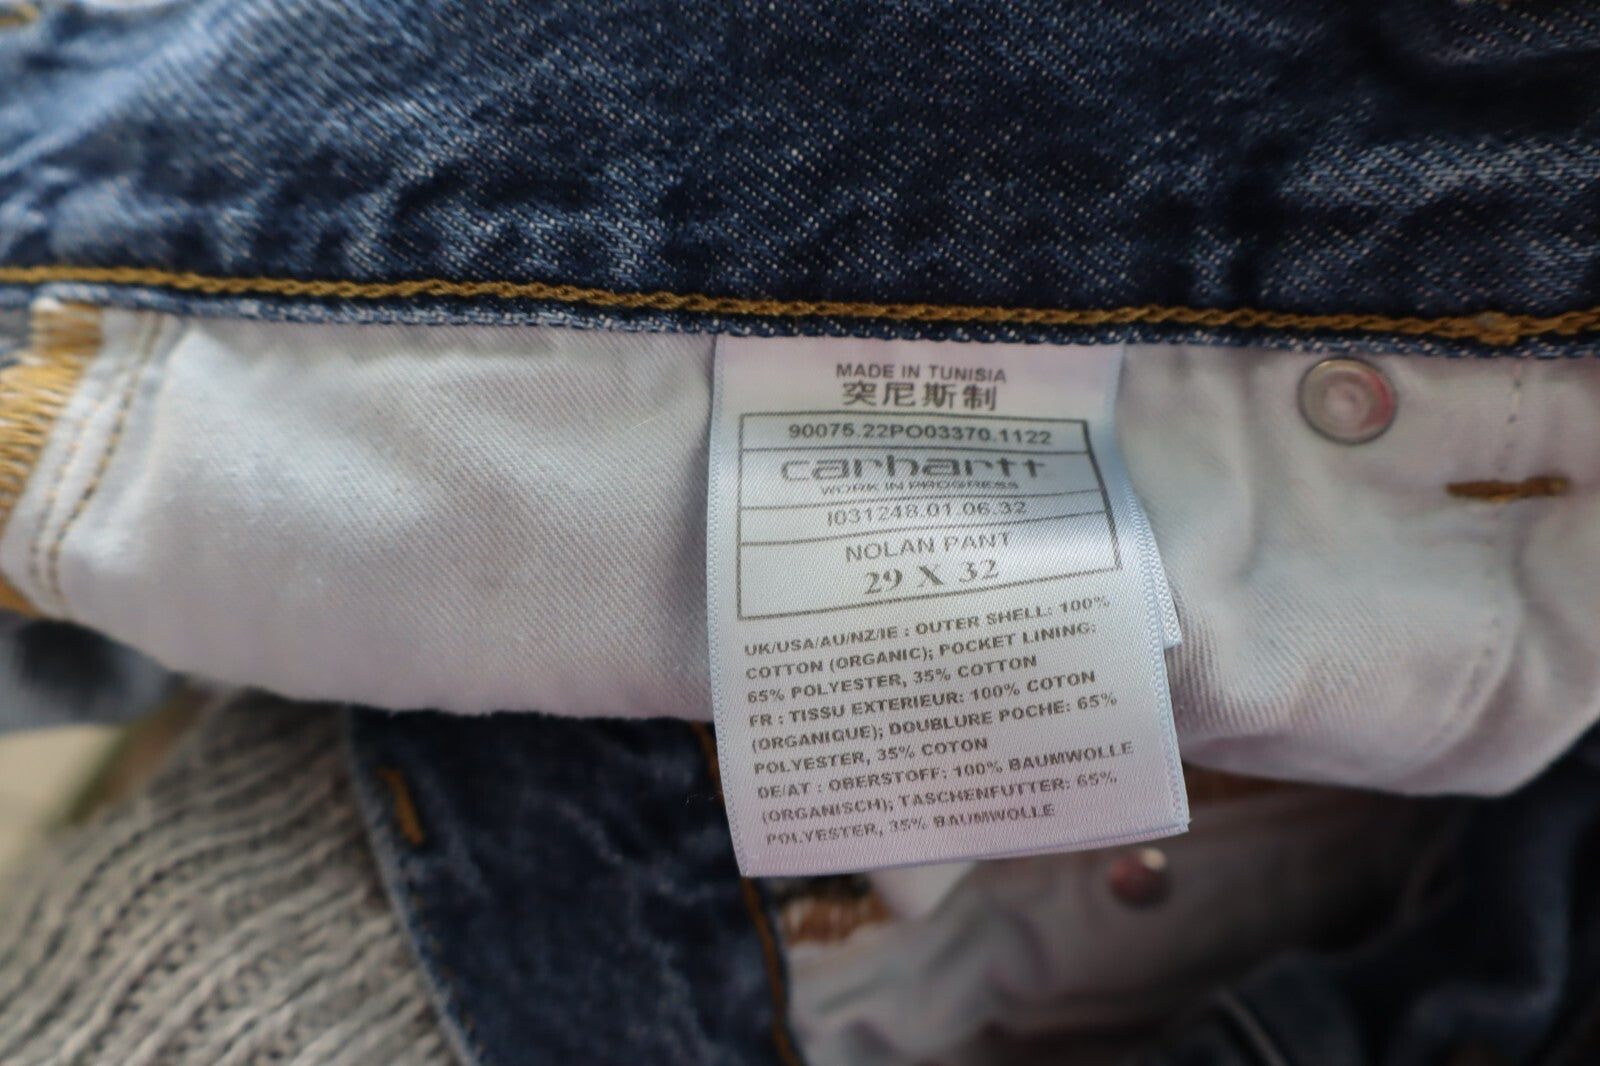 MADE IN TUNISIA
突尼斯制
90075.22PO03370.1122
carhartt
WORK IN PROGRESS
I031248.01.06.32
NOLAN PANT
29 X 32
UK/USA/AU/NZ/IE : OUTER SHELL: 100%
COTTON (ORGANIC); POCKET LINING:
65% POLYESTER, 35% COTTON
FR : TISSU EXTERIEUR: 100% COTON
(ORGANIQUE); DOUBLURE POCHE: 65%
POLYESTER, 35% COTON
DE/AT : OBERSTOFF: 100% BAUMWOLLE
(ORGANISCH); TASCHENFUTTER: 65%
POLYESTER, 35% BAUMWOLLE